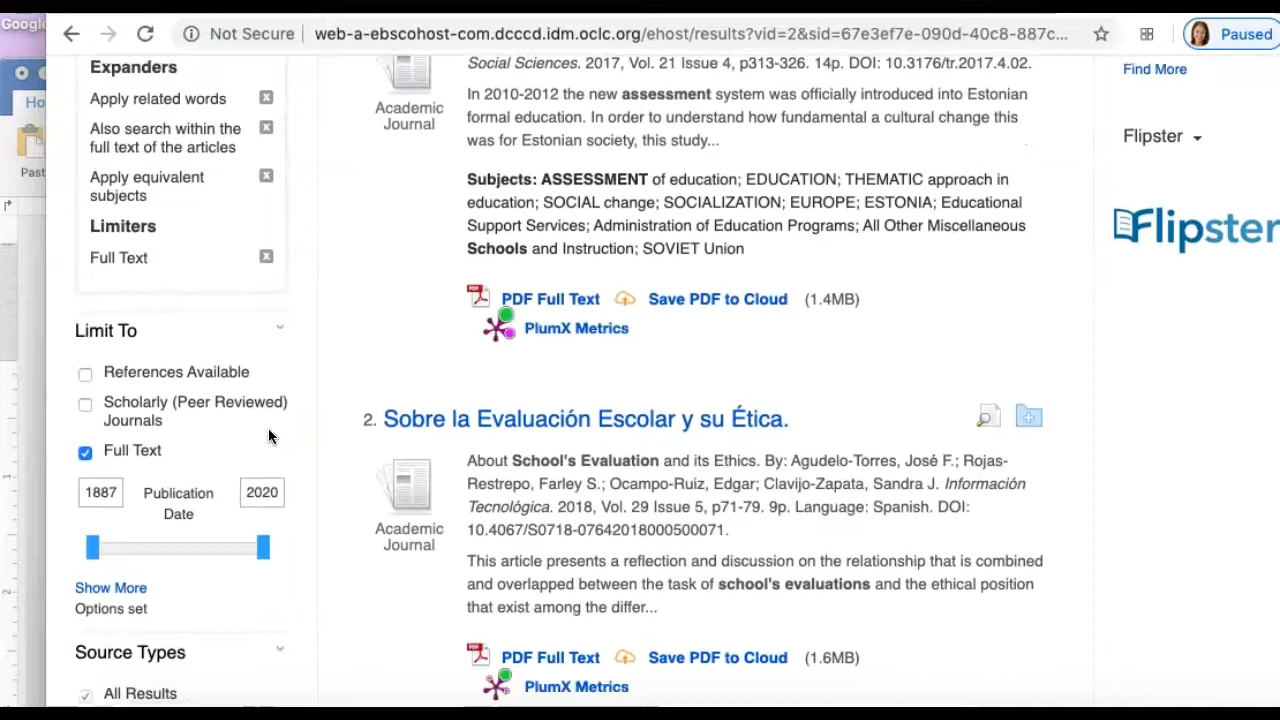 Google
Not Secure
web-a-ebscohost-com.dcccd.idm.oclc.org/ehost/results?vid=2&sid=67e3ef7e-090d-40c8-887c...
Paused
Ho
Past
Expanders
Apply related words
Also search within the
full text of the articles
Apply equivalent
subjects
Limiters
Full Text
Limit To
References Available
Scholarly (Peer Reviewed)
Journals
Full Text
1887
Publication
Date
2020
Show More
Options set
Source Types
All Results
Academic
Journal
Social Sciences. 2017, Vol. 21 Issue 4, p313-326. 14p. DOI: 10.3176/tr.2017.4.02.
In 2010-2012 the new assessment system was officially introduced into Estonian
formal education. In order to understand how fundamental a cultural change this
was for Estonian society, this study...
Subjects: ASSESSMENT of education; EDUCATION; THEMATIC approach in
education; SOCIAL change; SOCIALIZATION; EUROPE; ESTONIA; Educational
Support Services; Administration of Education Programs; All Other Miscellaneous
Schools and Instruction; SOVIET Union
PDF Full Text Save PDF to Cloud (1.4MB)
PlumX Metrics
2. Sobre la Evaluación Escolar y su Ética.
Academic
Journal
About School's Evaluation and its Ethics. By: Agudelo-Torres, José F.; Rojas-
Restrepo, Farley S.; Ocampo-Ruiz, Edgar; Clavijo-Zapata, Sandra J. Información
Tecnológica. 2018, Vol. 29 Issue 5, p71-79. 9p. Language: Spanish. DOI:
10.4067/S0718-07642018000500071.
This article presents a reflection and discussion on the relationship that is combined
and overlapped between the task of school's evaluations and the ethical position
that exist among the differ...
PDF Full Text Save PDF to Cloud (1.6MB)
PlumX Metrics
Find More
Flipster
Flipster